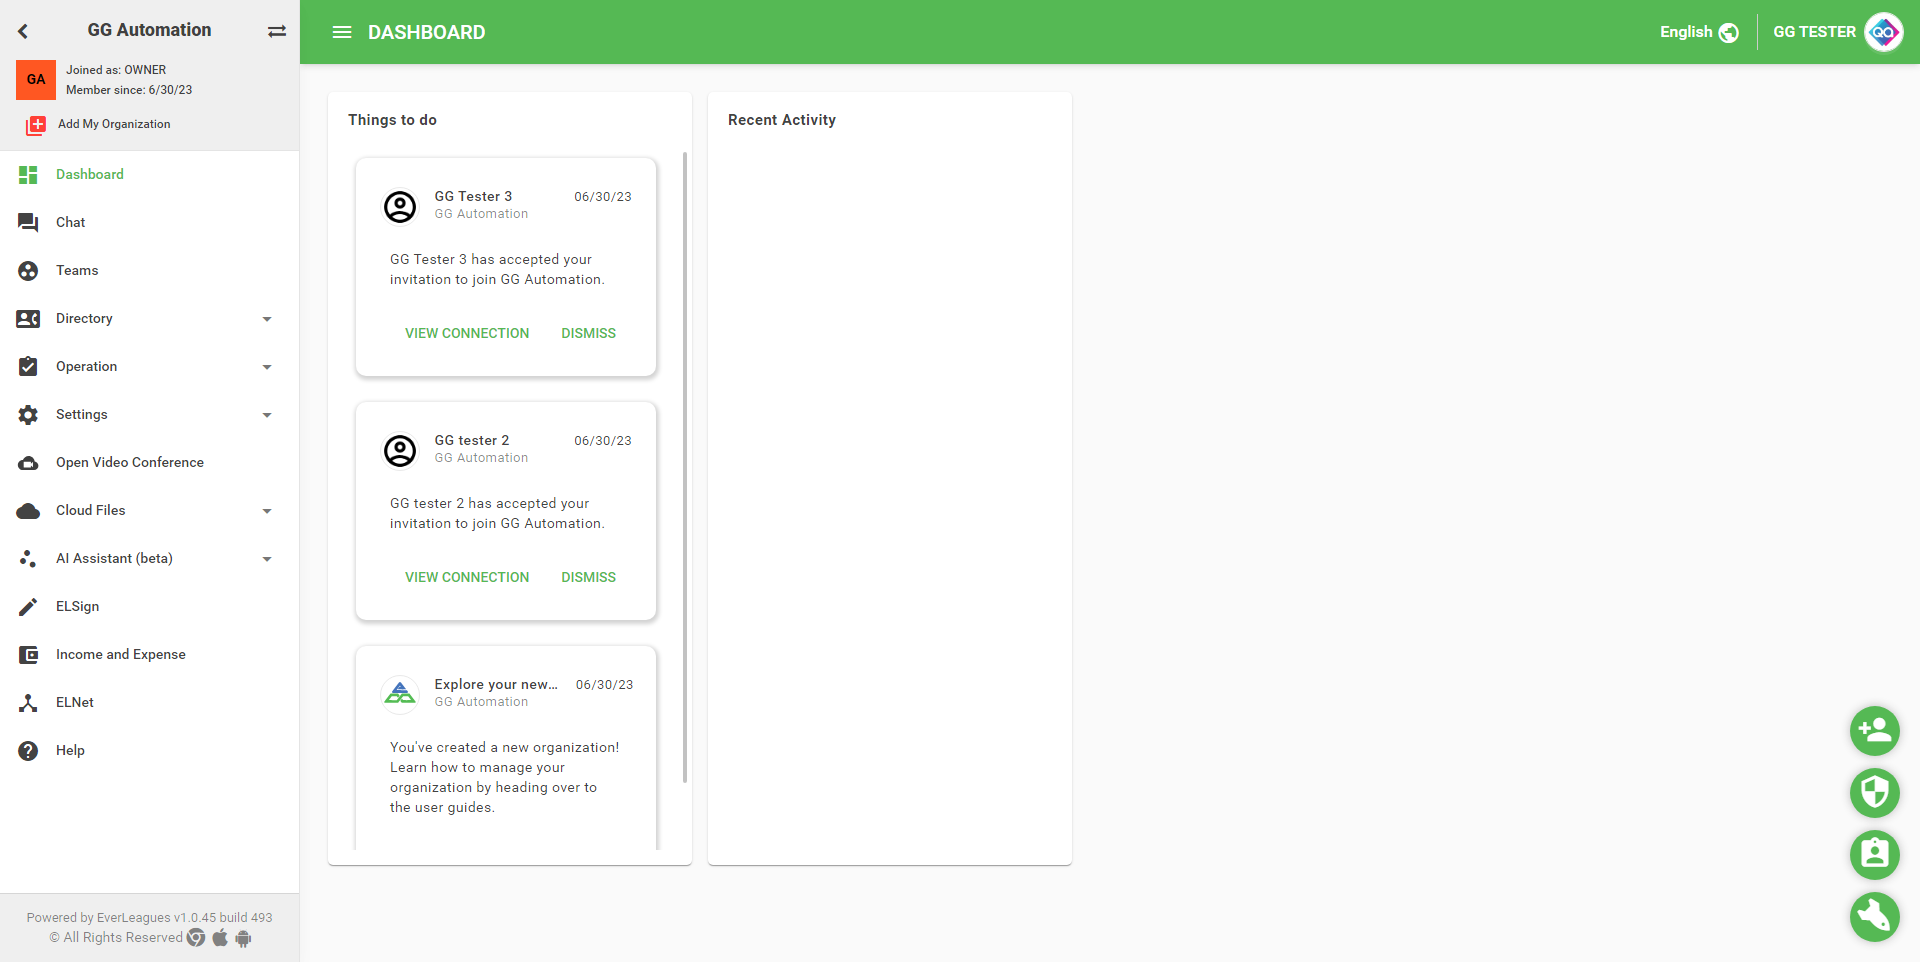 GG Automation
GA
Joined as: OWNER
Member since: 6/30/23
Add My Organization
Dashboard
Chat
Teams
Directory
Operation
Settings
Open Video Conference
Cloud Files
AI Assistant (beta)
ELSign
Income and Expense
ELNet
Help
Powered by EverLeagues v1.0.45 build 493
© All Rights Reserved
DASHBOARD
English
GG TESTER
QA
Things to do
GG Tester 3 06/30/23
GG Automation
GG Tester 3 has accepted your
invitation to join GG Automation.
VIEW CONNECTION DISMISS
GG tester 2 06/30/23
GG Automation
GG tester 2 has accepted your
invitation to join GG Automation.
VIEW CONNECTION DISMISS
Explore your new... 06/30/23
GG Automation
You've created a new organization!
Learn how to manage your
organization by heading over to
the user guides.
Recent Activity